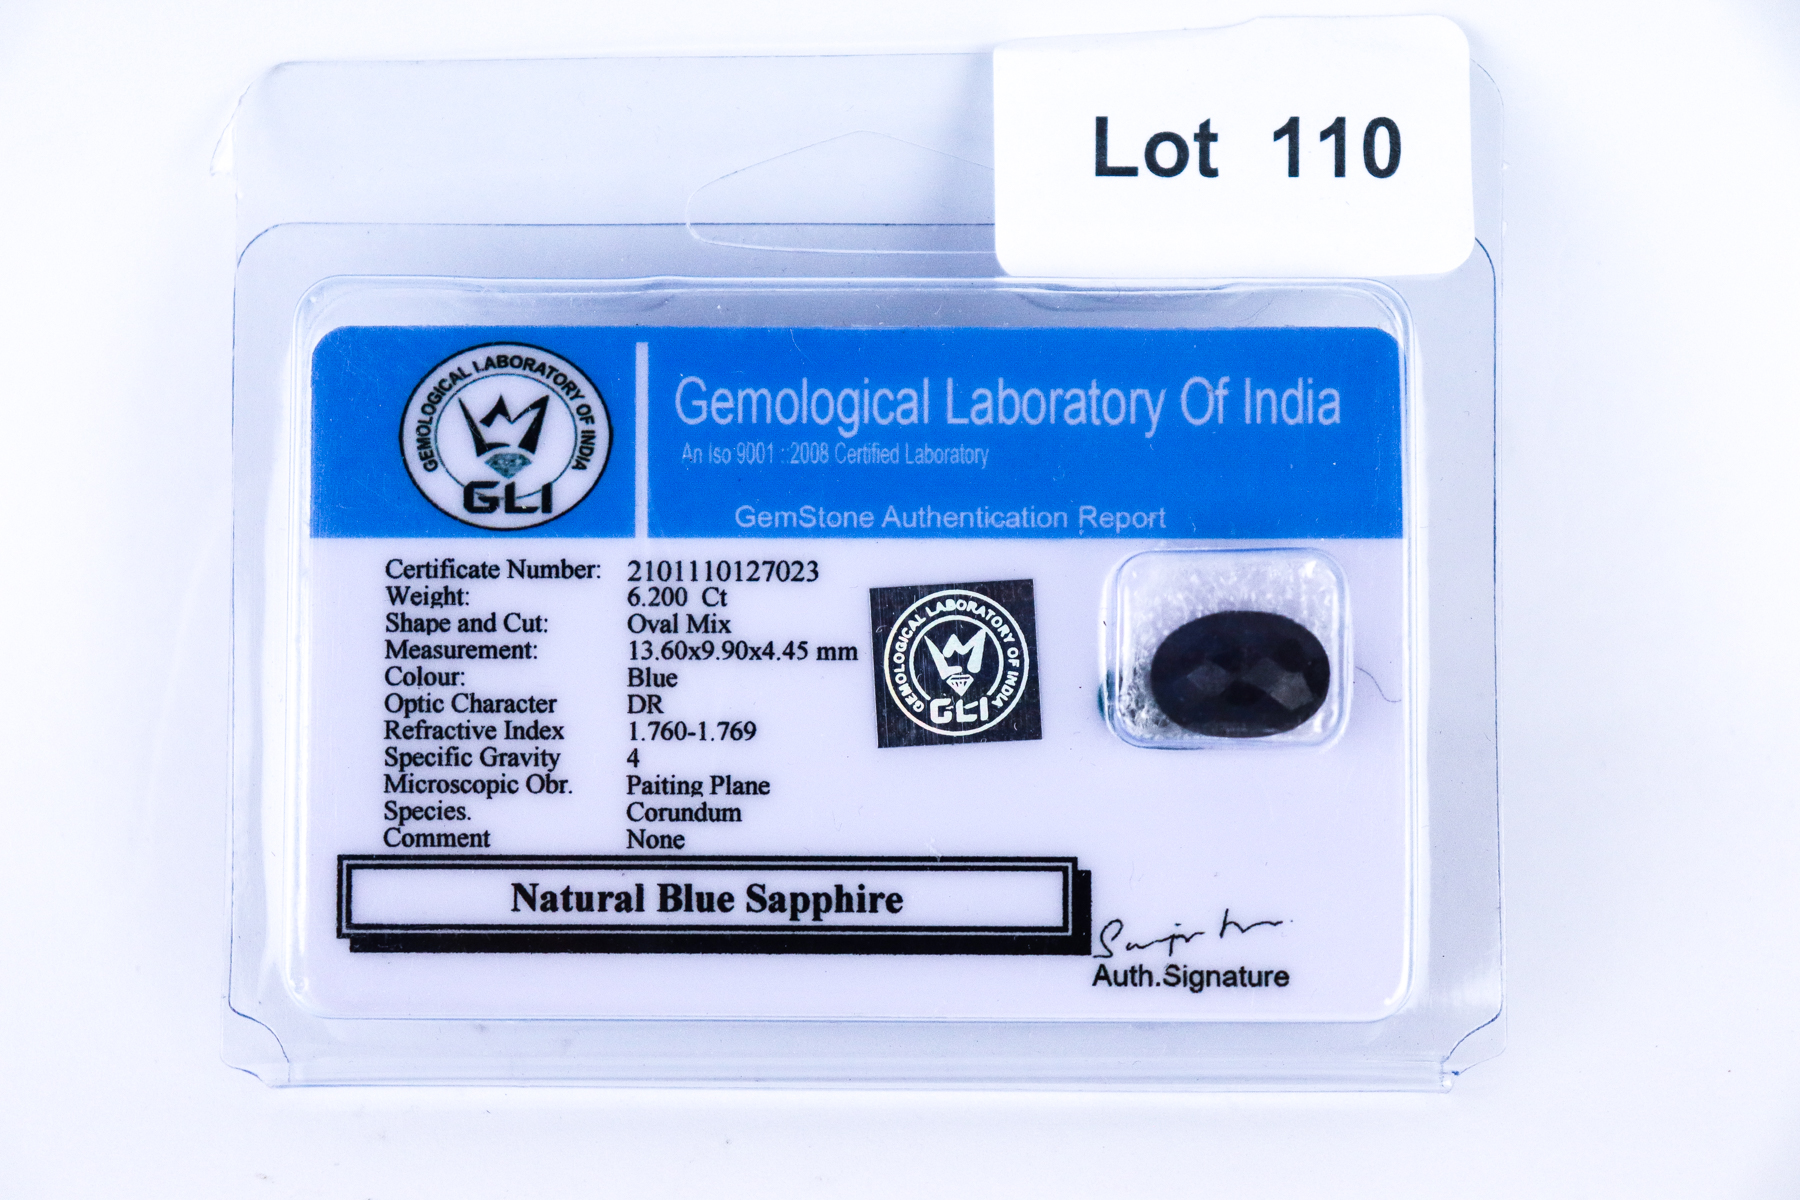 Lot 110
GEMOLOGICAL LABORATORY OF INDIA
GLI
Gemological Laboratory Of India
An Iso 9001 :: 2008 Certified Laboratory
GemStone Authentication Report
Certificate Number: 2101110127023
Weight: 6.200 Ct
Shape and Cut: Oval Mix
Measurement: 13.60x9.90x4.45 mm
Colour: Blue
Optic Character DR
Refractive Index 1.760-1.769
Specific Gravity 4
Microscopic Obr. Paiting Plane
Species. Corundum
Comment None
GEMOLOGICAL LABORATORY OF INDIA
GLI
Natural Blue Sapphire
Auth.Signature